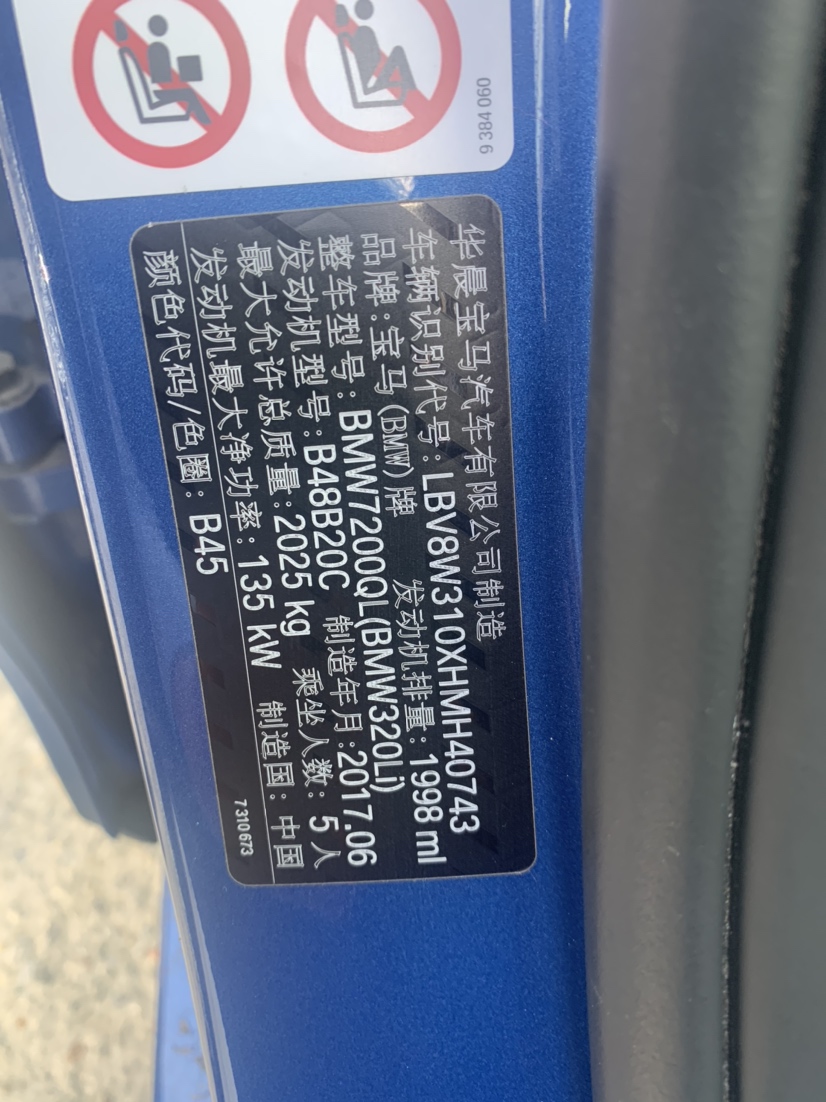 9 384 060
华晨宝马汽车有限公司制造
车辆识别代号: LBV8W310XHMH40743
品牌:宝马(BMW)牌 发动机排量: 1998 ml
整车型号: BMW7200QL(BMW320Li)
发动机型号: B48B20C 制造年月:2017.06
最大允许总质量:2025 kg 乘坐人数: 5 人
发动机最大净功率: 135 kW 制造国: 中国
颜色代码/色圈: B45
7 310 673